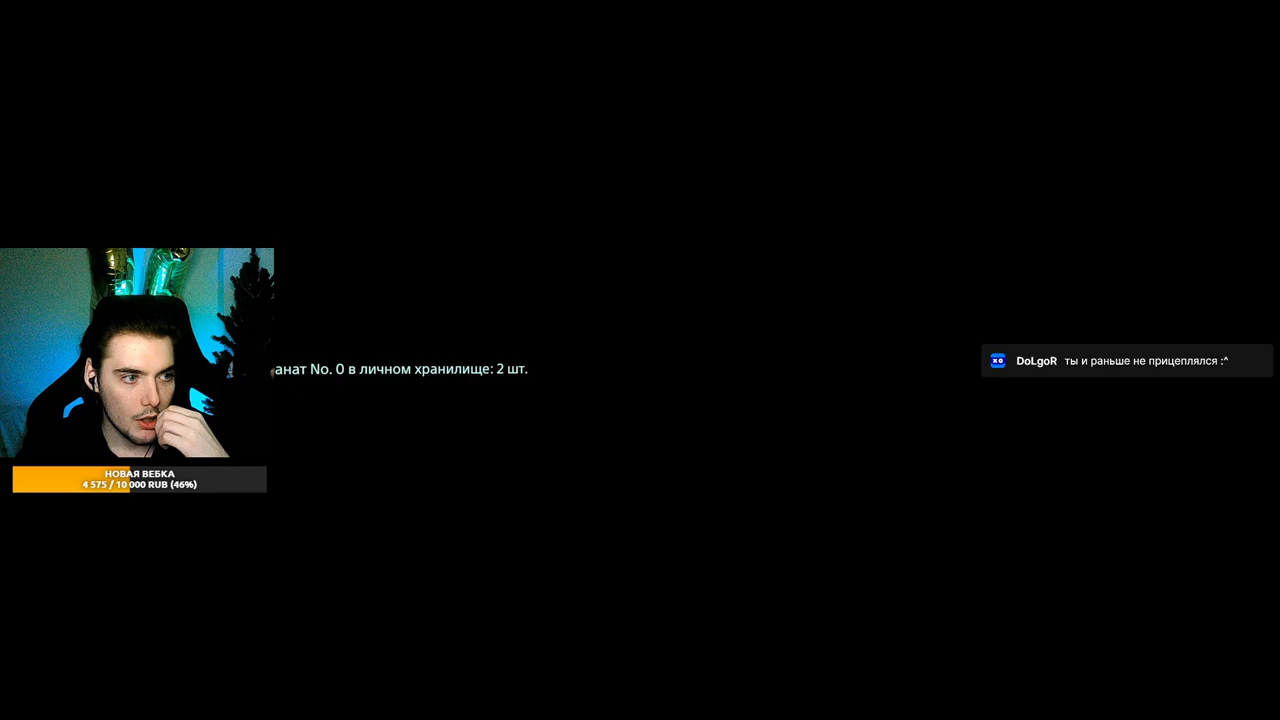 анат No. 0 в личном хранилище: 2 шт.
DoLgoR ты и раньше не прицеплялся :^
НОВАЯ ВЕБКА
4 575 / 10 000 RUB (46%)